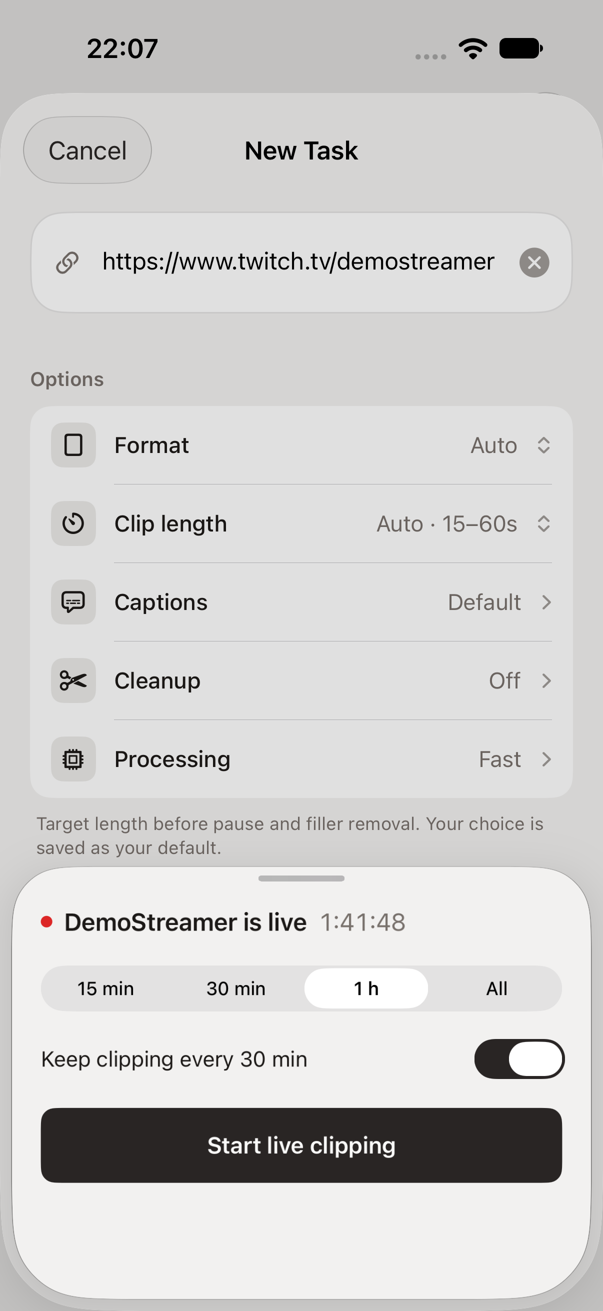 22:07
Cancel
New Task
https://www.twitch.tv/demostreamer
Options
Format
Auto
Clip length
Auto · 15–60s
Captions
Default
Cleanup
Off
Processing
Fast
Target length before pause and filler removal. Your choice is
saved as your default.
DemoStreamer is live 1:41:48
15 min
30 min
1 h
All
Keep clipping every 30 min
Start live clipping